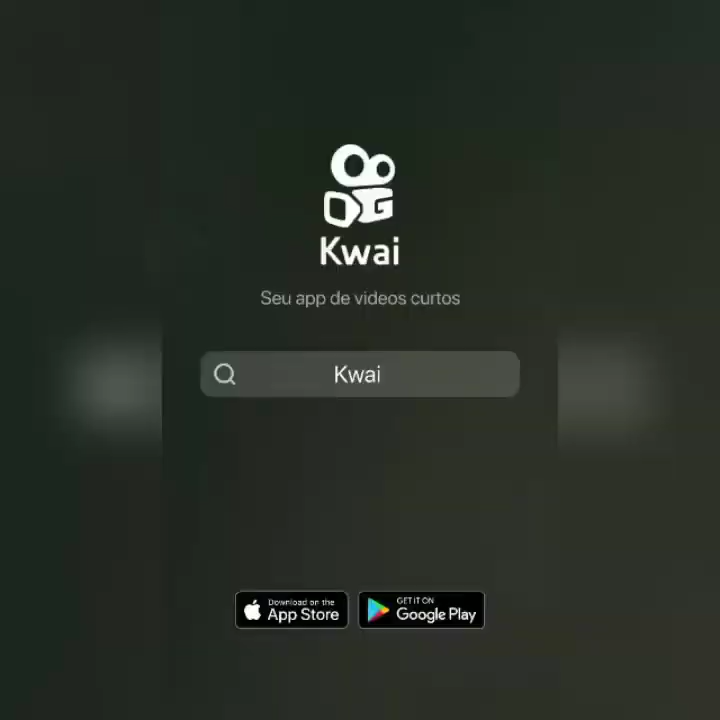 Kwai
Seu app de videos curtos
Kwai
Download on the
App Store
GET IT ON
Google Play